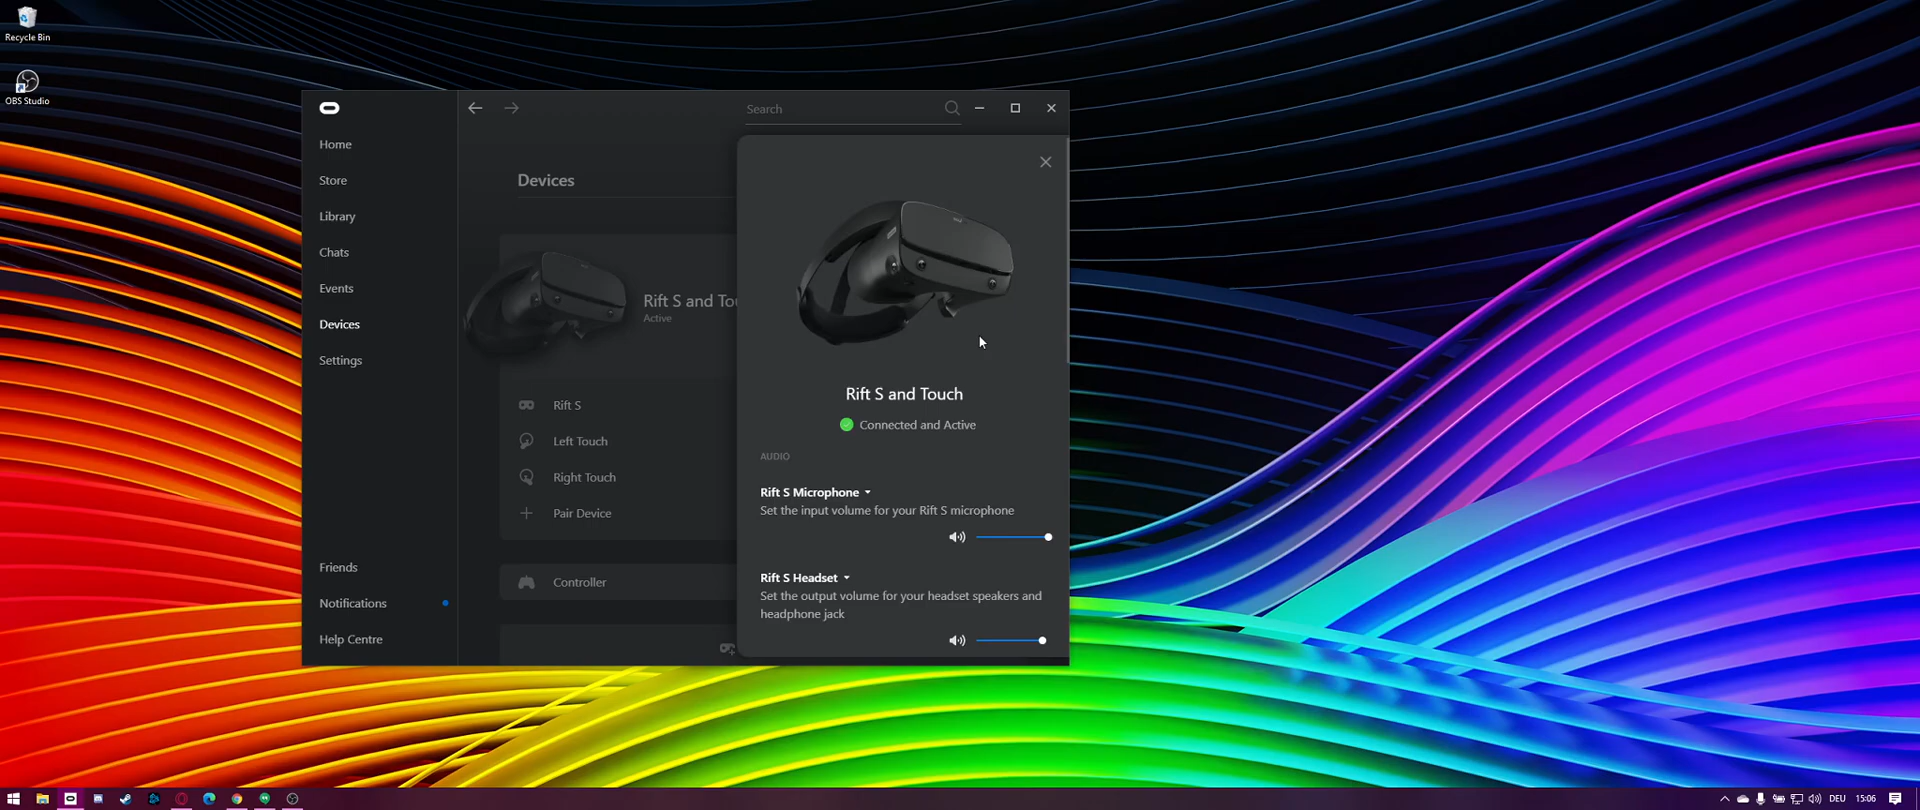 Recycle Bin
OBS Studio
Search
Home
Store
Library
Chats
Events
Devices
Settings
Friends
Notifications
Help Centre
Devices
Rift S and Tou
Active
Rift S
Left Touch
Right Touch
Pair Device
Controller
Rift S and Touch
Connected and Active
AUDIO
Rift S Microphone
Set the input volume for your Rift S microphone
Rift S Headset
Set the output volume for your headset speakers and
headphone jack
DEU
15:06